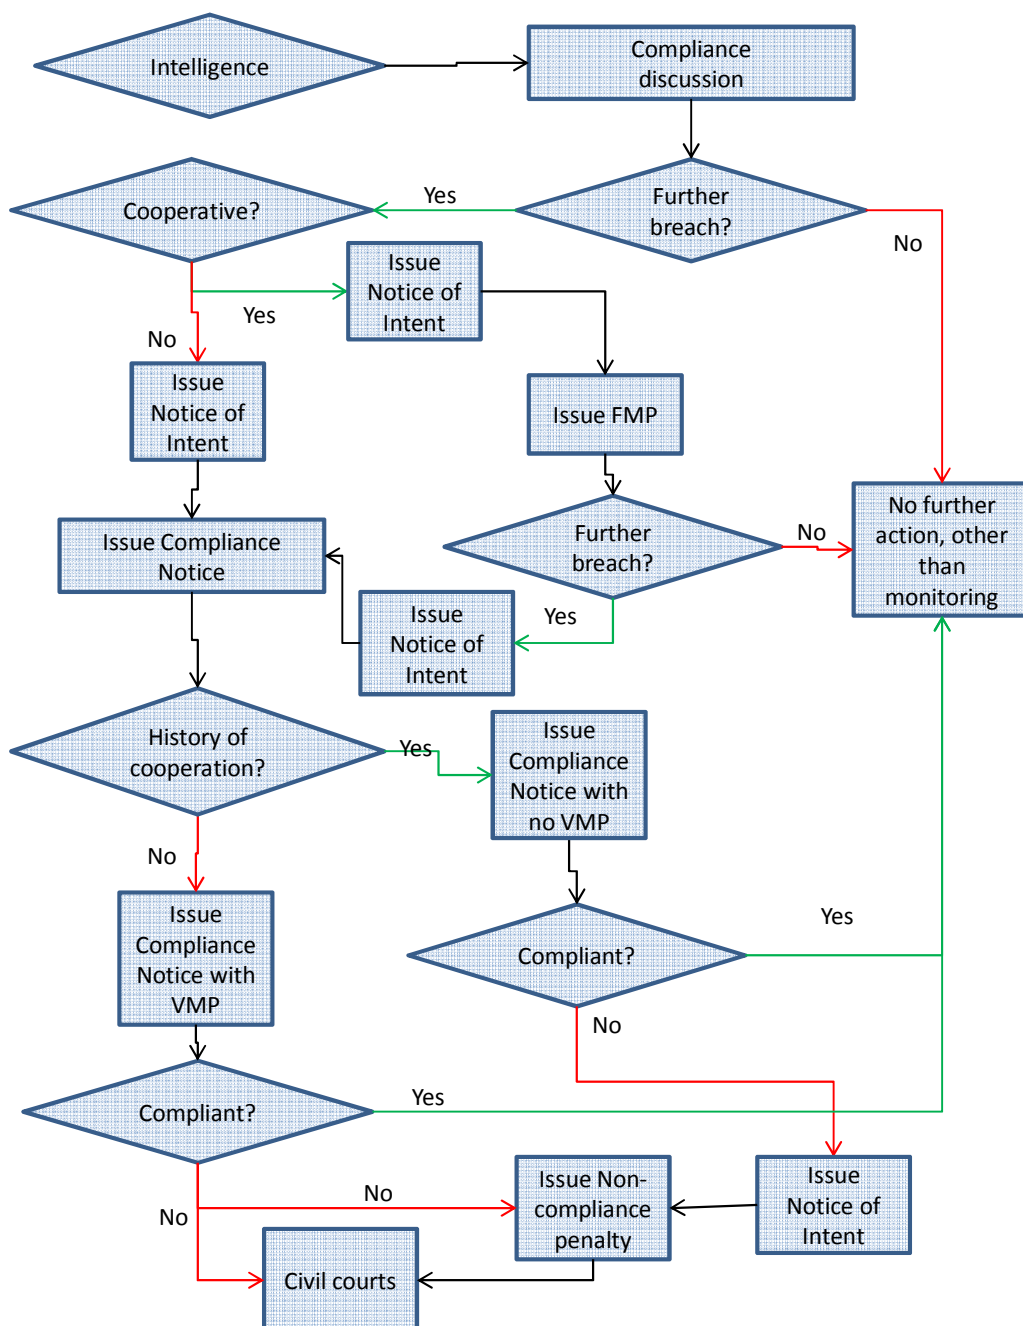 Intelligence
Compliance
discussion
Cooperative?
Yes
Further
breach?
No
Issue
Notice of
Intent
Yes
No
Issue
Notice of
Intent
Issue FMP
Issue Compliance
Notice
Further
breach?
No
No further
action, other
than
monitoring
Yes
Issue
Notice of
Intent
History of
cooperation?
Yes
Issue
Compliance
Notice with
no VMP
No
Issue
Compliance
Notice with
VMP
Compliant?
Yes
No
Compliant?
Yes
No
No
Issue Non-
compliance
penalty
Issue
Notice of
Intent
Civil courts